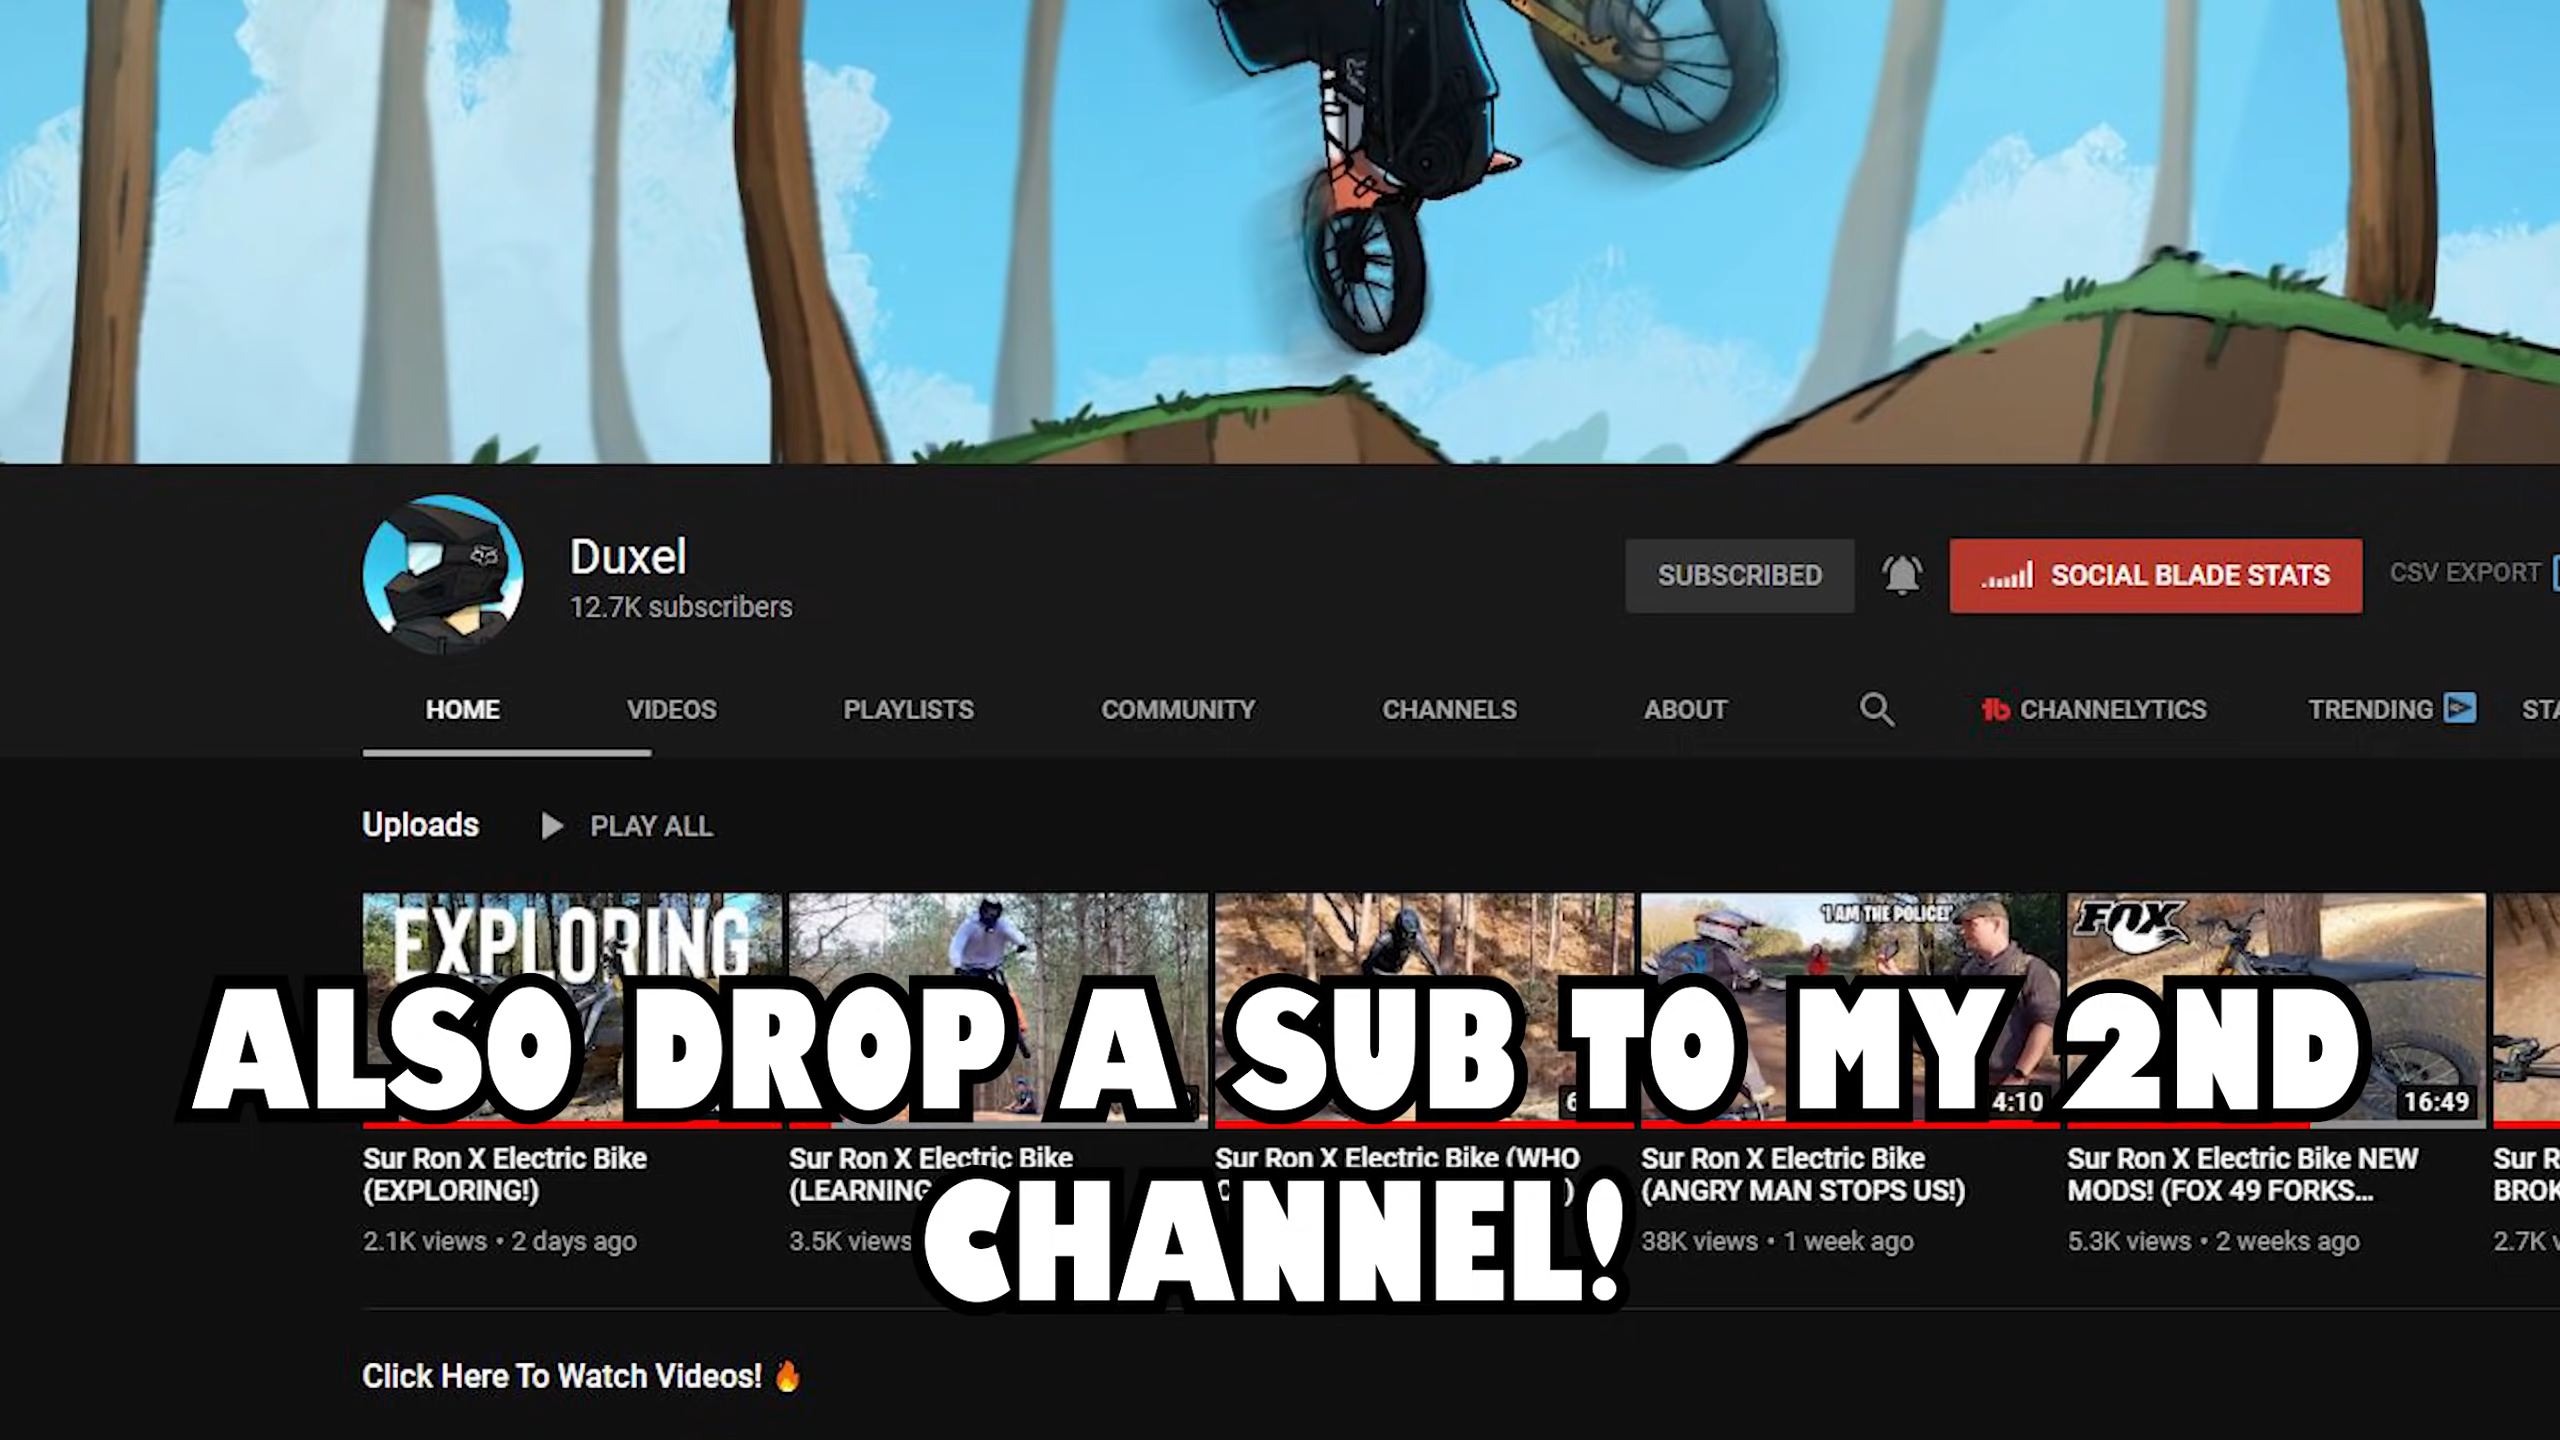 Duxel
12.7K subscribers
SUBSCRIBED
SOCIAL BLADE STATS
CSV EXPORT
HOME
VIDEOS
PLAYLISTS
COMMUNITY
CHANNELS
ABOUT
CHANNELYTICS
TRENDING
Uploads
PLAY ALL
EXPLORING
'I AM THE POLICE!'
FOX
ALSO DROP A SUB TO MY 2ND
CHANNEL!
4:10
16:49
Sur Ron X Electric Bike
(EXPLORING!)
2.1K views • 2 days ago
Sur Ron X Electric Bike
(LEARNING
3.5K views
Sur Ron X Electric Bike (WHO
Sur Ron X Electric Bike
(ANGRY MAN STOPS US!)
38K views • 1 week ago
Sur Ron X Electric Bike NEW
MODS! (FOX 49 FORKS...
5.3K views • 2 weeks ago
Sur R
BROK
2.7K v
Click Here To Watch Videos! 🔥